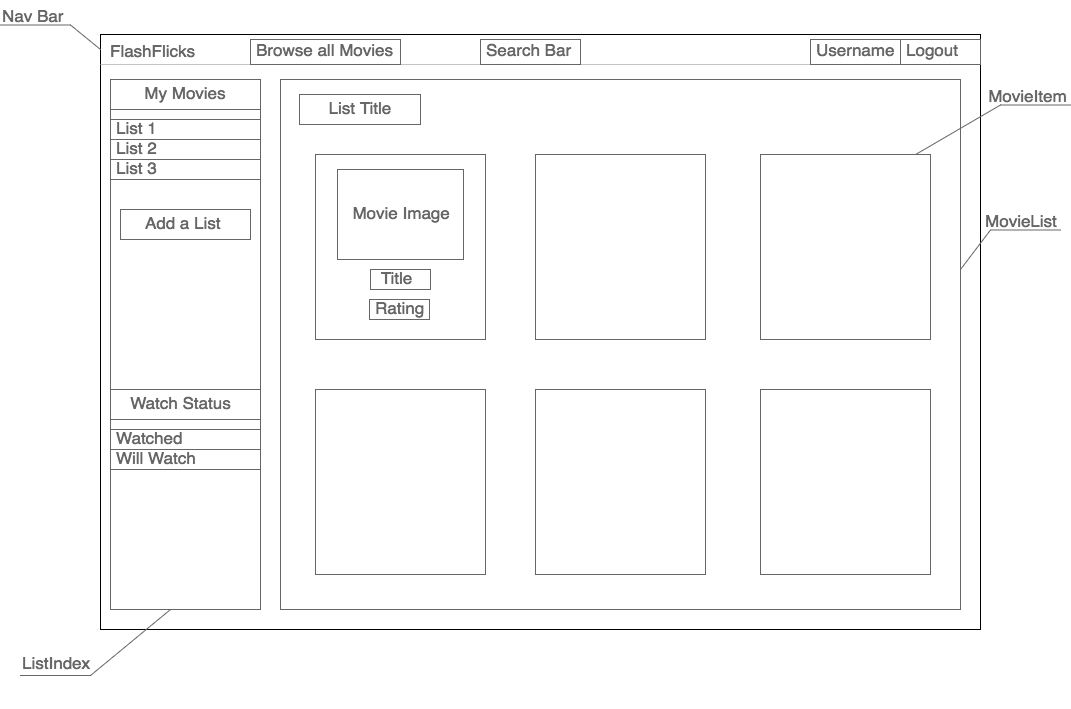 Nav Bar
FlashFlicks
Browse all Movies
Search Bar
Username
Logout
My Movies
List 1
List 2
List 3
Add a List
Watch Status
Watched
Will Watch
List Title
Movie Image
Title
Rating
MovieItem
MovieList
ListIndex